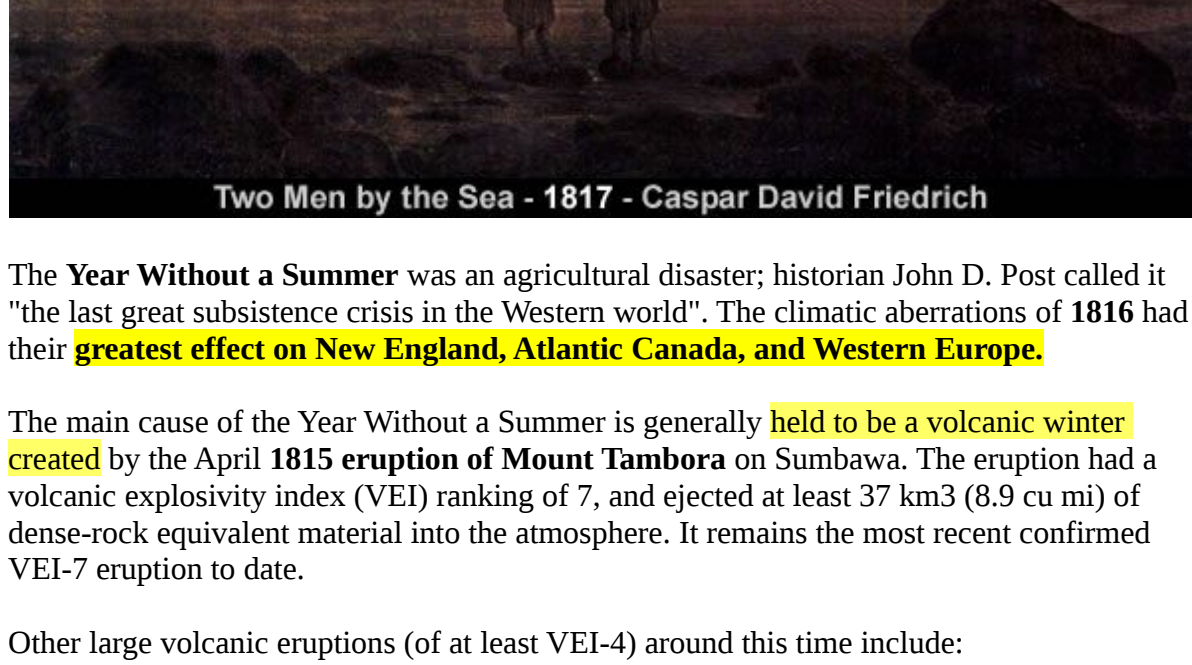 Two Men by the Sea - 1817 - Caspar David Friedrich
The Year Without a Summer was an agricultural disaster; historian John D. Post called it
"the last great subsistence crisis in the Western world". The climatic aberrations of 1816 had
their greatest effect on New England, Atlantic Canada, and Western Europe.
The main cause of the Year Without a Summer is generally held to be a volcanic winter
created by the April 1815 eruption of Mount Tambora on Sumbawa. The eruption had a
volcanic explosivity index (VEI) ranking of 7, and ejected at least 37 km3 (8.9 cu mi) of
dense-rock equivalent material into the atmosphere. It remains the most recent confirmed
VEI-7 eruption to date.
Other large volcanic eruptions (of at least VEI-4) around this time include: